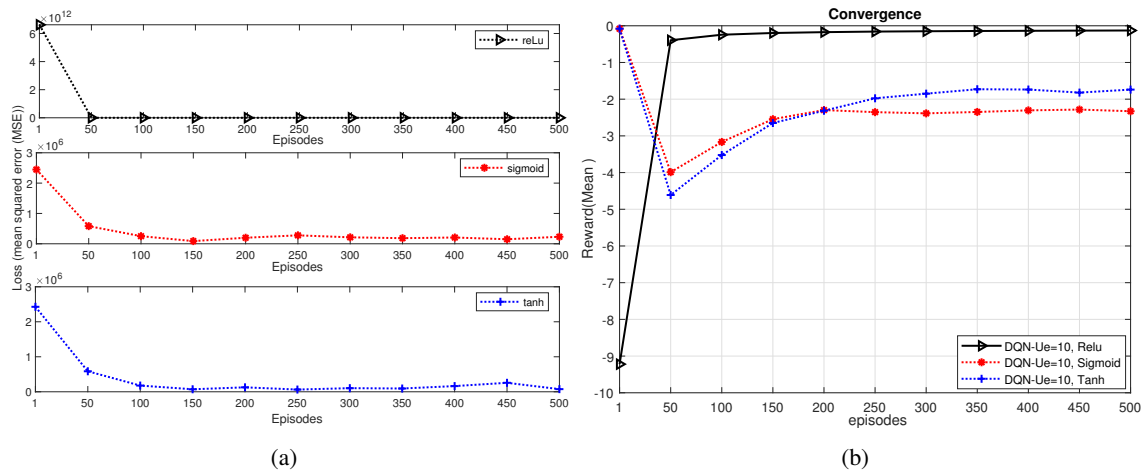 ×10^12
6
4
2
0
reLu
1 50 100 150 200 250 300 350 400 450 500
Episodes
Loss (mean squared error (MSE))
×10^6
3
2
1
0
sigmoid
1 50 100 150 200 250 300 350 400 450 500
Episodes
×10^6
3
2
1
0
tanh
1 50 100 150 200 250 300 350 400 450 500
Episodes
(a)
Convergence
0
-1
-2
-3
-4
-5
-6
-7
-8
-9
-10
Reward(Mean )
DQN-Ue=10, Relu
DQN-Ue=10, Sigmoid
DQN-Ue=10, Tanh
1 50 100 150 200 250 300 350 400 450 500
episodes
(b)